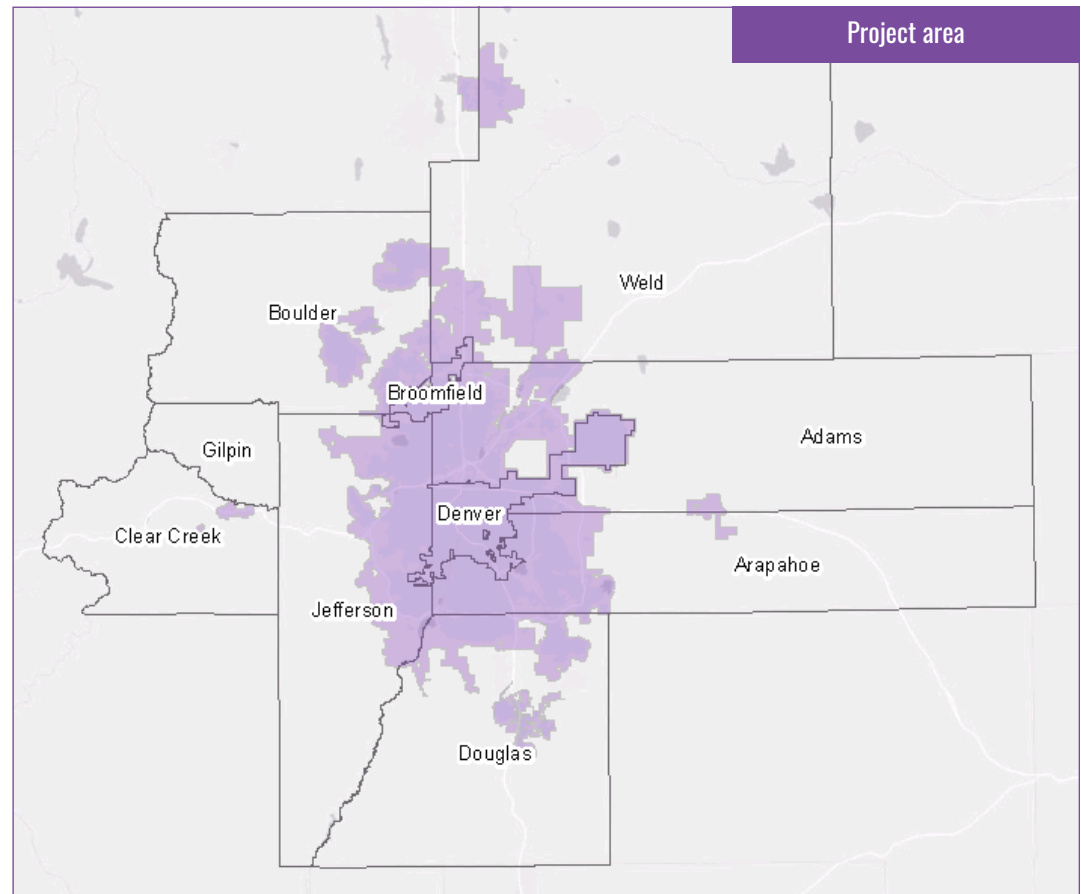 Project area
Weld
Boulder
Broomfield
Adams
Gilpin
Denver
Clear Creek
Arapahoe
Jefferson
Douglas